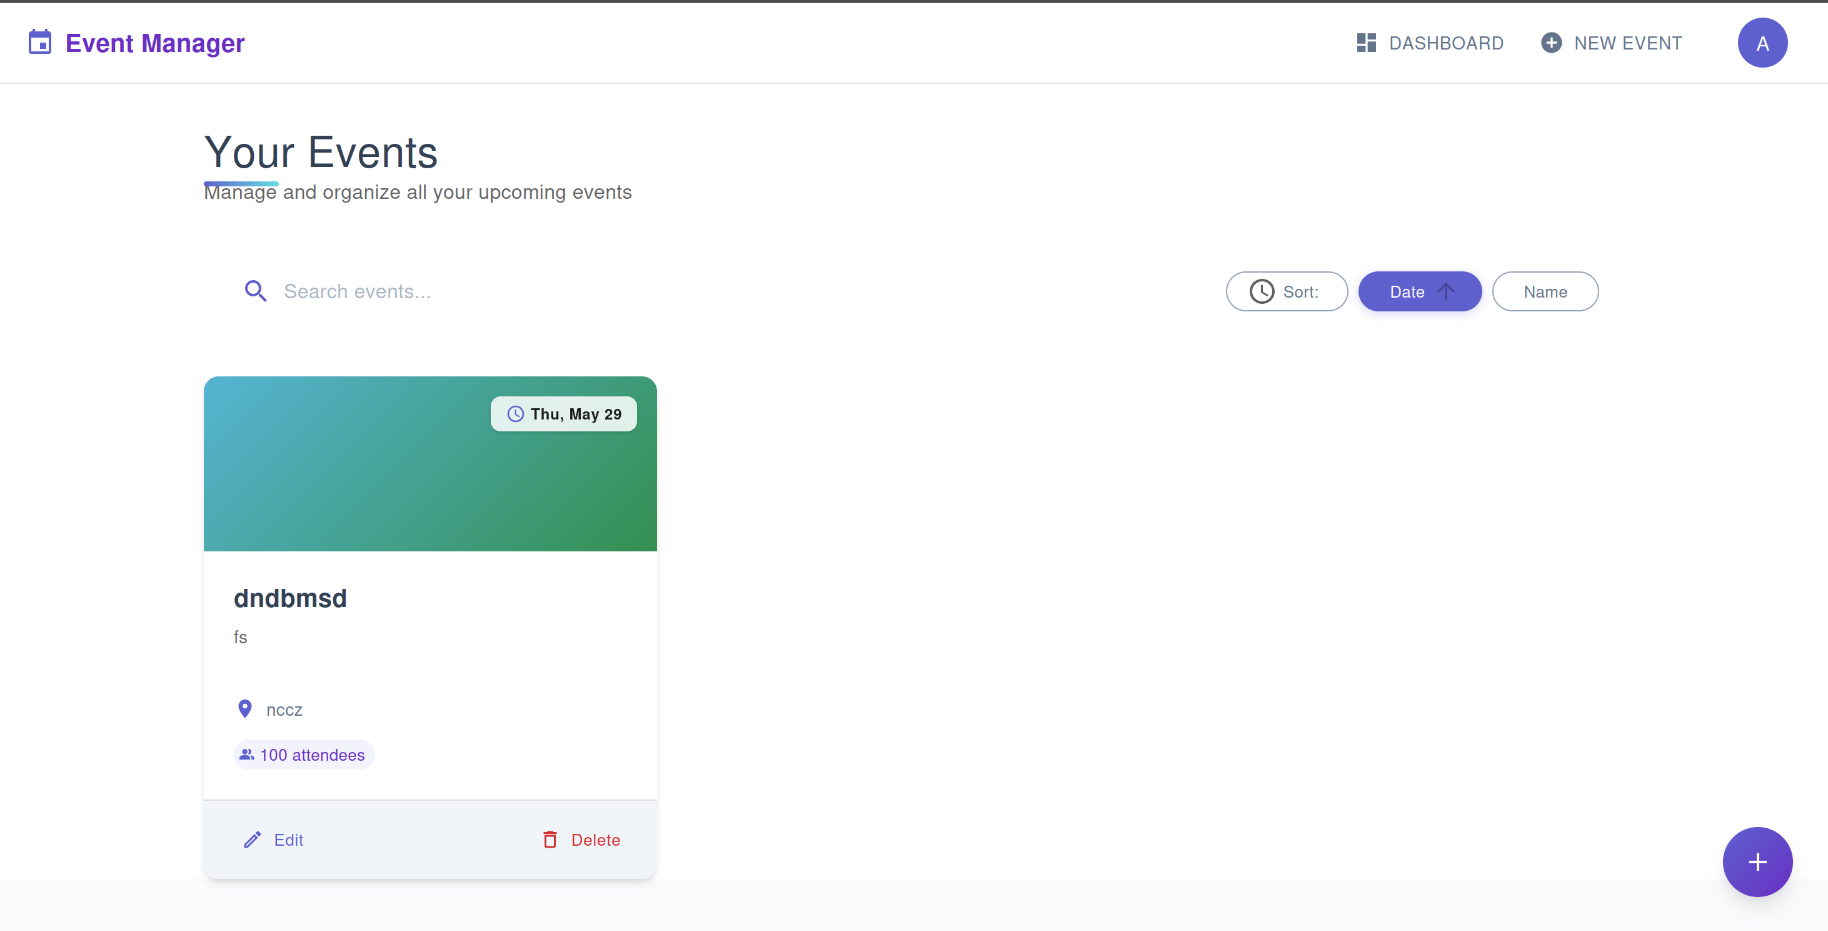 Event Manager
DASHBOARD
NEW EVENT
A
Your Events
Manage and organize all your upcoming events
Search events...
Sort:
Date
Name
Thu, May 29
dndbmsd
fs
nccz
100 attendees
Edit
Delete